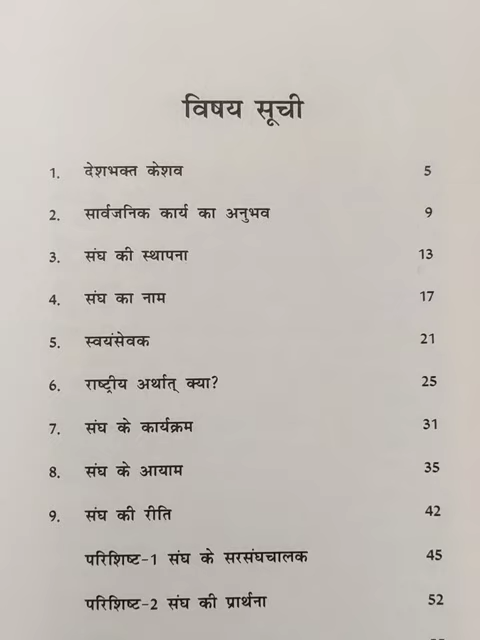 विषय सूची
1. देशभक्त केशव 5
2. सार्वजनिक कार्य का अनुभव 9
3. संघ की स्थापना 13
4. संघ का नाम 17
5. स्वयंसेवक 21
6. राष्ट्रीय अर्थात् क्या? 25
7. संघ के कार्यक्रम 31
8. संघ के आयाम 35
9. संघ की रीति 42
परिशिष्ट-1 संघ के सरसंघचालक 45
परिशिष्ट-2 संघ की प्रार्थना 52